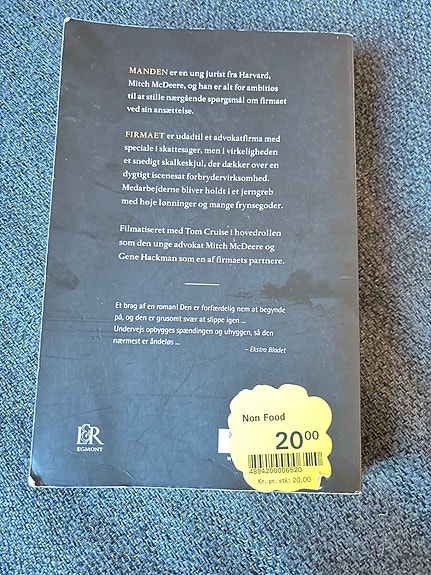 MANDEN er en ung jurist fra Harvard,
Mitch McDeere, og han er alt for ambitiøs
til at stille nærgående spørgsmål om firmaet
ved sin ansættelse.
FIRMAET er udadtil et advokatfirma med
speciale i skattesager, men i virkeligheden
et snedigt skalkeskjul, der dækker over en
dygtigt iscenesat forbrydervirksomhed.
Medarbejderne bliver holdt i et jerngreb
med høje lønninger og mange frynsegoder.
Filmatiseret med Tom Cruise i hovedrollen
som den unge advokat Mitch McDeere og
Gene Hackman som en af firmaets partnere.
Et brag af en roman! Den er forfærdelig nem at begynde
på, og den er grusomt svær at slippe igen ...
Undervejs opbygges spændingen og uhyggen, så den
nærmest er åndeløs ...
– Ekstra Bladet
L&R
EGMONT
Non Food
20⁰⁰
4994200006520
Kr. pr. stk: 20,00